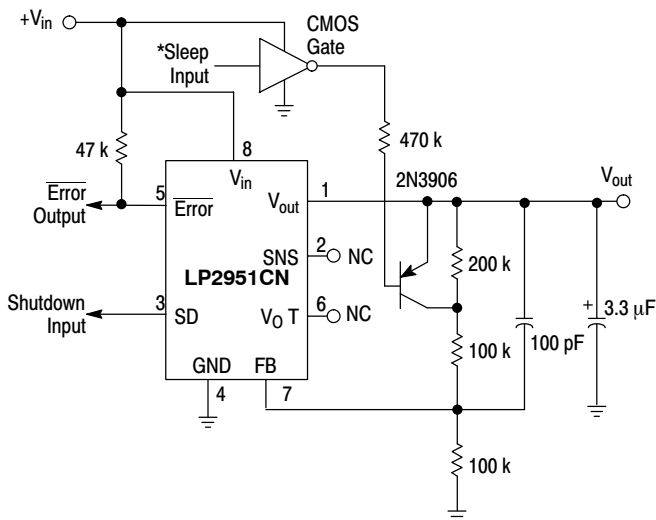 +Vin
CMOS
Gate
*Sleep
Input
470 k
47 k
8
Vin
2N3906
Vout
Error
Output
5
Error
Vout
1
SNS
2
NC
200 k
LP2951CN
Shutdown
Input
3
SD
VO T
6
NC
100 k
100 pF
+
3.3 μF
GND
FB
4
7
100 k